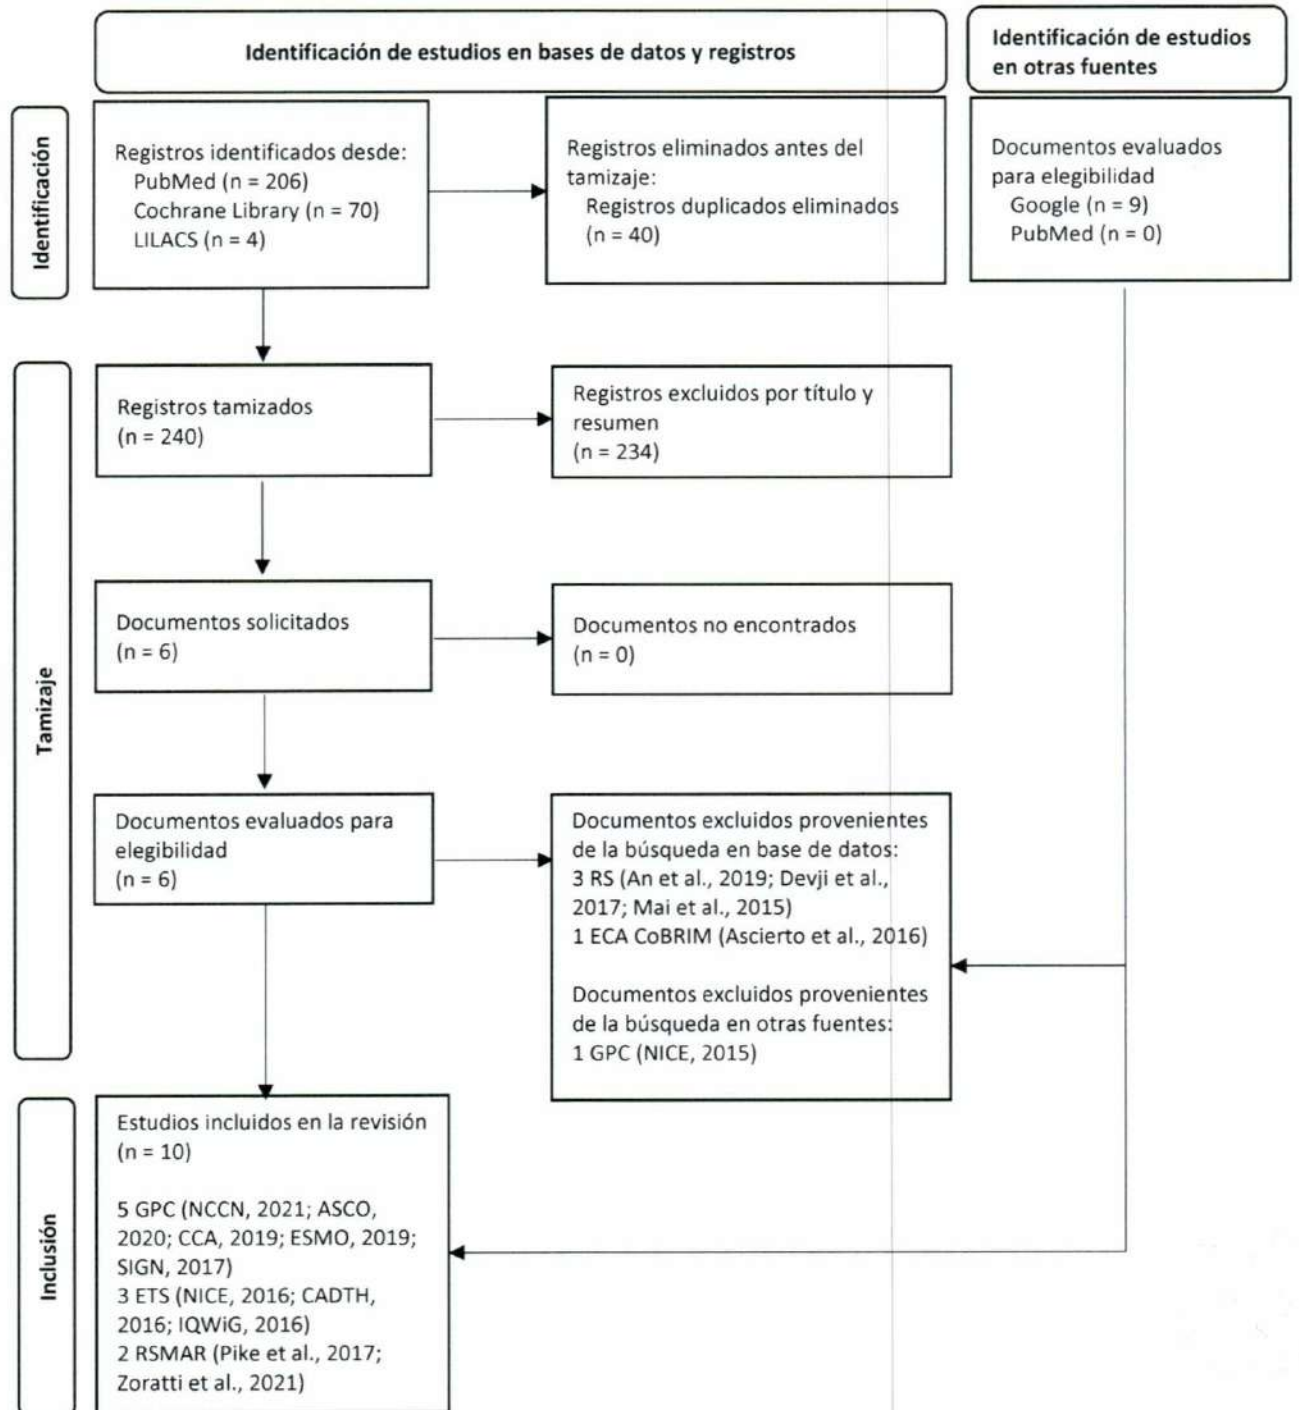 Identificación de estudios en bases de datos y registros
Identificación de estudios
en otras fuentes
Identificación
Registros identificados desde:
PubMed (n = 206)
Cochrane Library (n = 70)
LILACS (n = 4)
Registros eliminados antes del
tamizaje:
Registros duplicados eliminados
(n = 40)
Documentos evaluados
para elegibilidad
Google (n = 9)
PubMed (n = 0)
Tamizaje
Registros tamizados
(n = 240)
Registros excluidos por título y
resumen
(n = 234)
Documentos solicitados
(n = 6)
Documentos no encontrados
(n = 0)
Documentos evaluados para
elegibilidad
(n = 6)
Documentos excluidos provenientes
de la búsqueda en base de datos:
3 RS (An et al., 2019; Devji et al.,
2017; Mai et al., 2015)
1 ECA CoBRIM (Ascierto et al., 2016)
Documentos excluidos provenientes
de la búsqueda en otras fuentes:
1 GPC (NICE, 2015)
Inclusión
Estudios incluidos en la revisión
(n = 10)
5 GPC (NCCN, 2021; ASCO,
2020; CCA, 2019; ESMO, 2019;
SIGN, 2017)
3 ETS (NICE, 2016; CADTH,
2016; IQWiG, 2016)
2 RSMAR (Pike et al., 2017;
Zoratti et al., 2021)